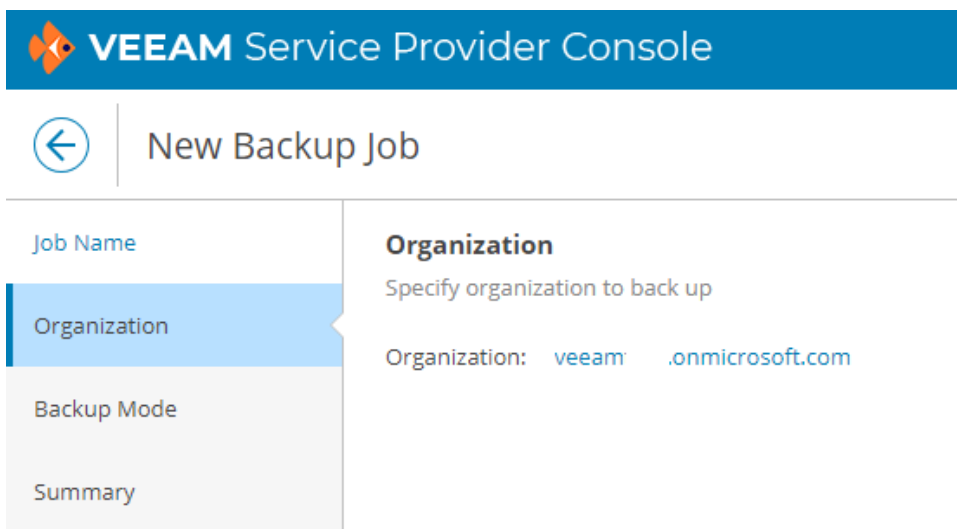 VEEAM Service Provider Console
New Backup Job
Job Name
Organization
Backup Mode
Summary
Organization
Specify organization to back up
Organization: veeam .onmicrosoft.com